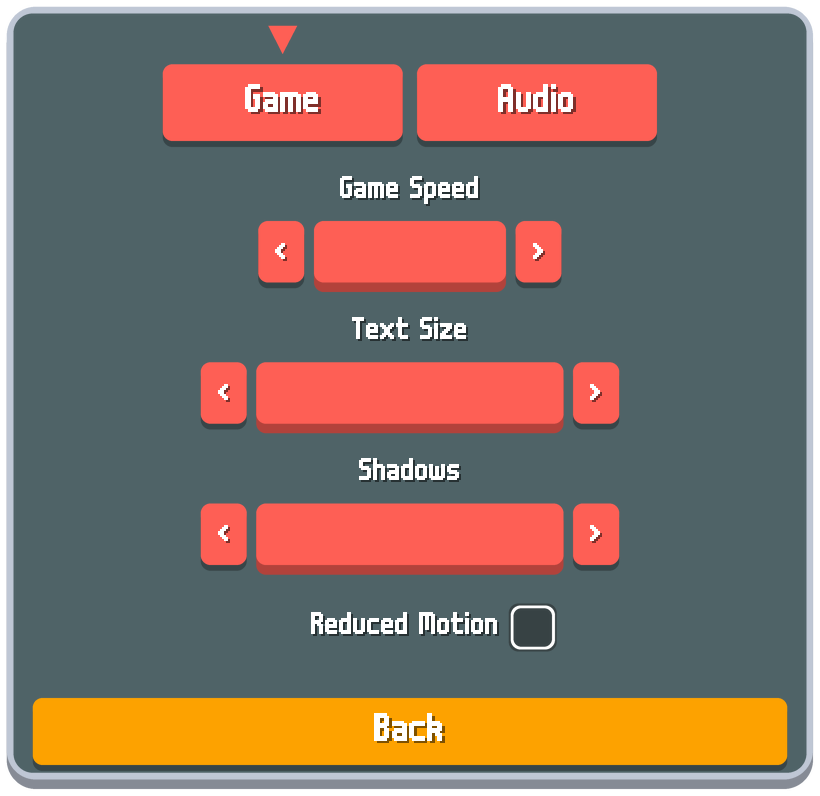 Game Audio
Game Speed
< >
Text Size
< >
Shadows
< >
Reduced Motion
Back